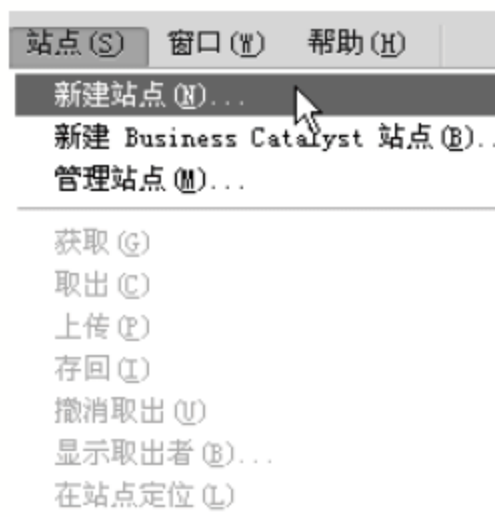 站点(S) 窗口(W) 帮助(H)
新建站点(N)...
新建 Business Catalyst 站点(B)..
管理站点(M)...
获取(G)
取出(C)
上传(P)
存回(I)
撤消取出(U)
显示取出者(B)...
在站点定位(L)